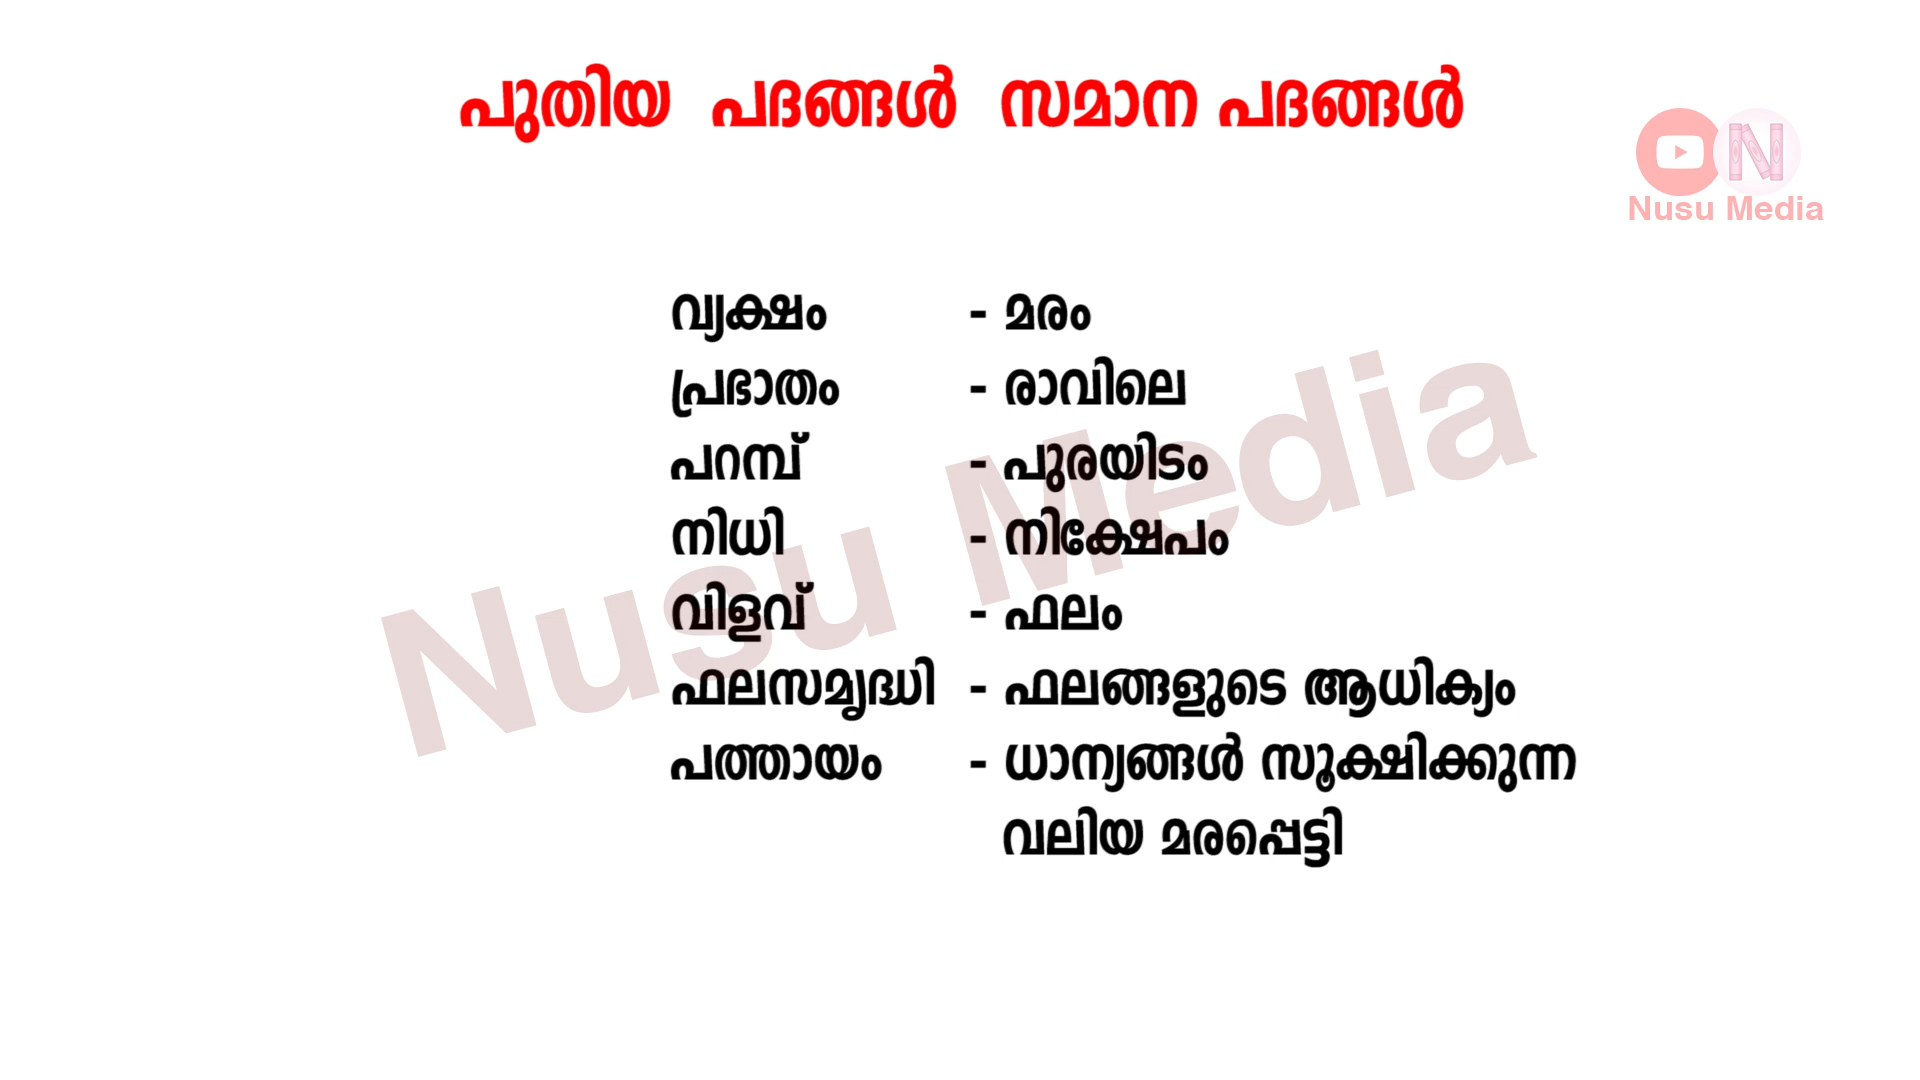 പുതിയ പദങ്ങൾ സമാന പദങ്ങൾ
N
Nusu Media
വ്യക്ഷം - മരം
പ്രഭാതം - രാവിലെ
പറമ്പ് - പുരയിടം
നിധി - നിക്ഷേപം
വിളവ് - ഫലം
ഫലസമൃദ്ധി - ഫലങ്ങളുടെ ആധിക്യം
പത്തായം - ധാന്യങ്ങൾ സൂക്ഷിക്കുന്ന
വലിയ മരപ്പെട്ടി
Nusu Media